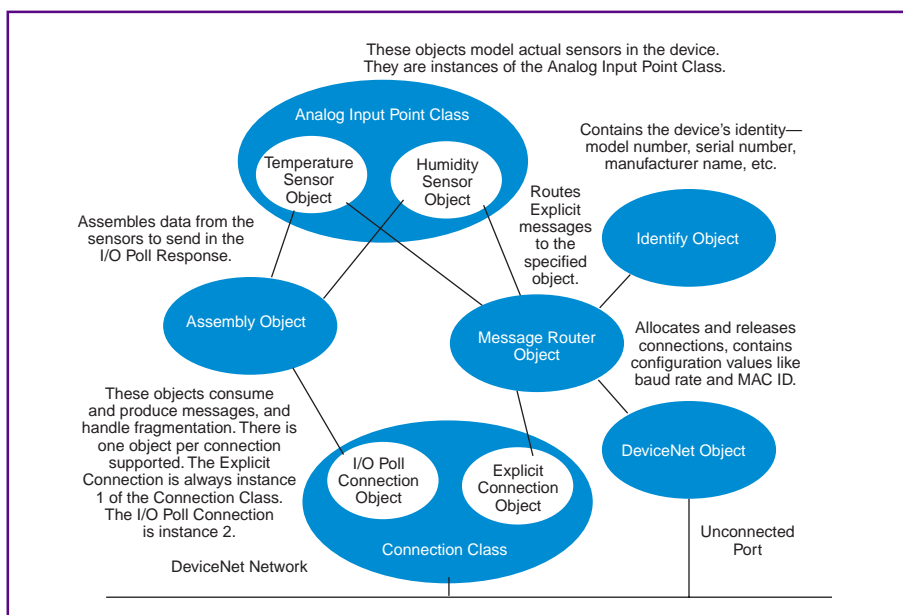 These objects model actual sensors in the device.
They are instances of the Analog Input Point Class.
Analog Input Point Class
Temperature
Sensor
Object
Humidity
Sensor
Object
Contains the device's identity—
model number, serial number,
manufacturer name, etc.
Routes
Explicit
messages
to the
specified
object.
Identify Object
Assembles data from the
sensors to send in the
I/O Poll Response.
Assembly Object
Message Router
Object
Allocates and releases
connections, contains
configuration values like
baud rate and MAC ID.
These objects consume
and produce messages, and
handle fragmentation. There is
one object per connection
supported. The Explicit
Connection is always instance
1 of the Connection Class.
The I/O Poll Connection
is instance 2.
I/O Poll
Connection
Object
Explicit
Connection
Object
Connection Class
DeviceNet Object
Unconnected
Port
DeviceNet Network